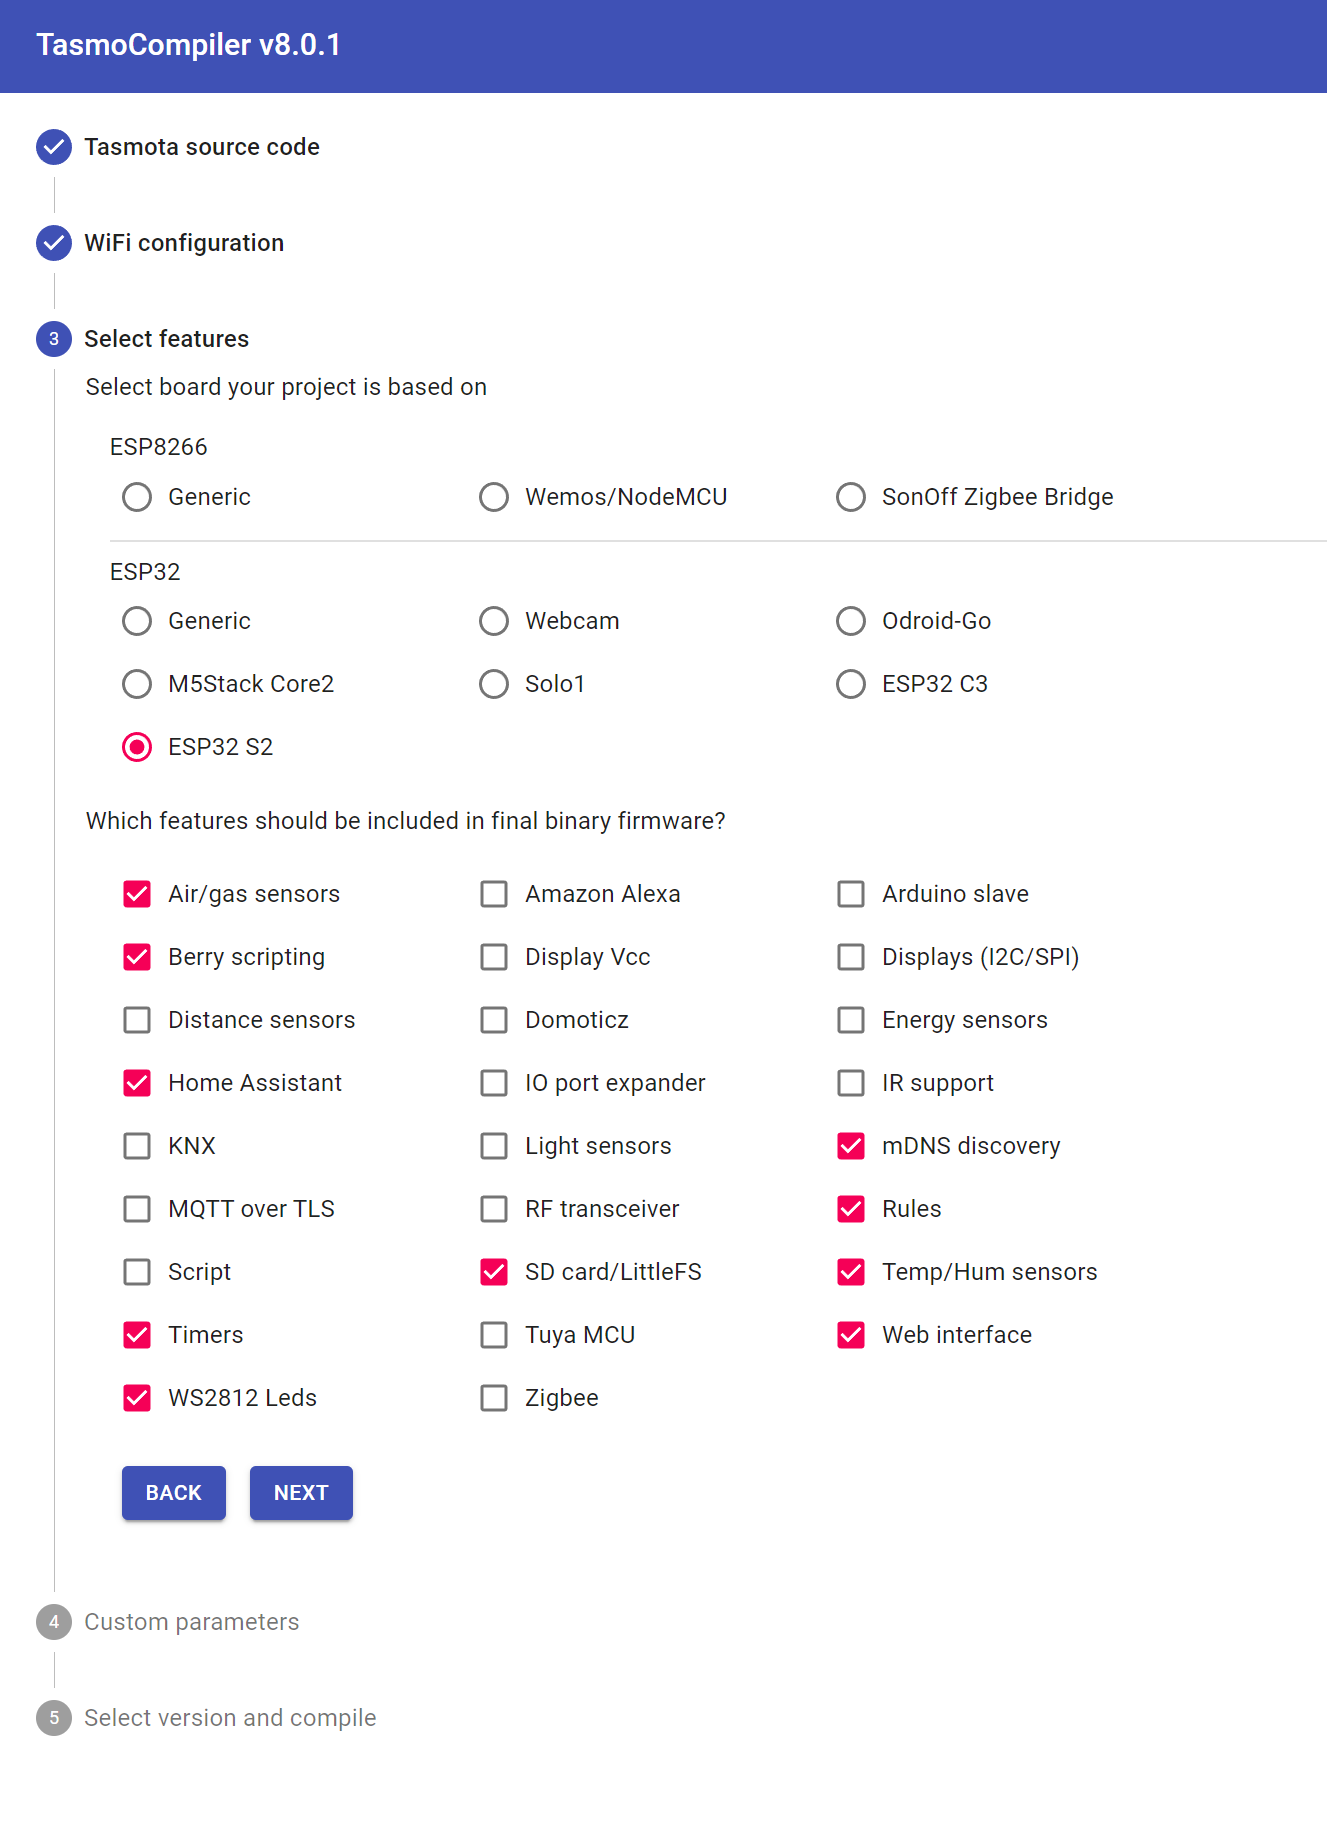 TasmoCompiler v8.0.1
Tasmota source code
WiFi configuration
3 Select features
Select board your project is based on
ESP8266
Generic Wemos/NodeMCU SonOff Zigbee Bridge
ESP32
Generic Webcam Odroid-Go
M5Stack Core2 Solo1 ESP32 C3
ESP32 S2
Which features should be included in final binary firmware?
Air/gas sensors Amazon Alexa Arduino slave
Berry scripting Display Vcc Displays (I2C/SPI)
Distance sensors Domoticz Energy sensors
Home Assistant IO port expander IR support
KNX Light sensors mDNS discovery
MQTT over TLS RF transceiver Rules
Script SD card/LittleFS Temp/Hum sensors
Timers Tuya MCU Web interface
WS2812 Leds Zigbee
BACK NEXT
4 Custom parameters
5 Select version and compile